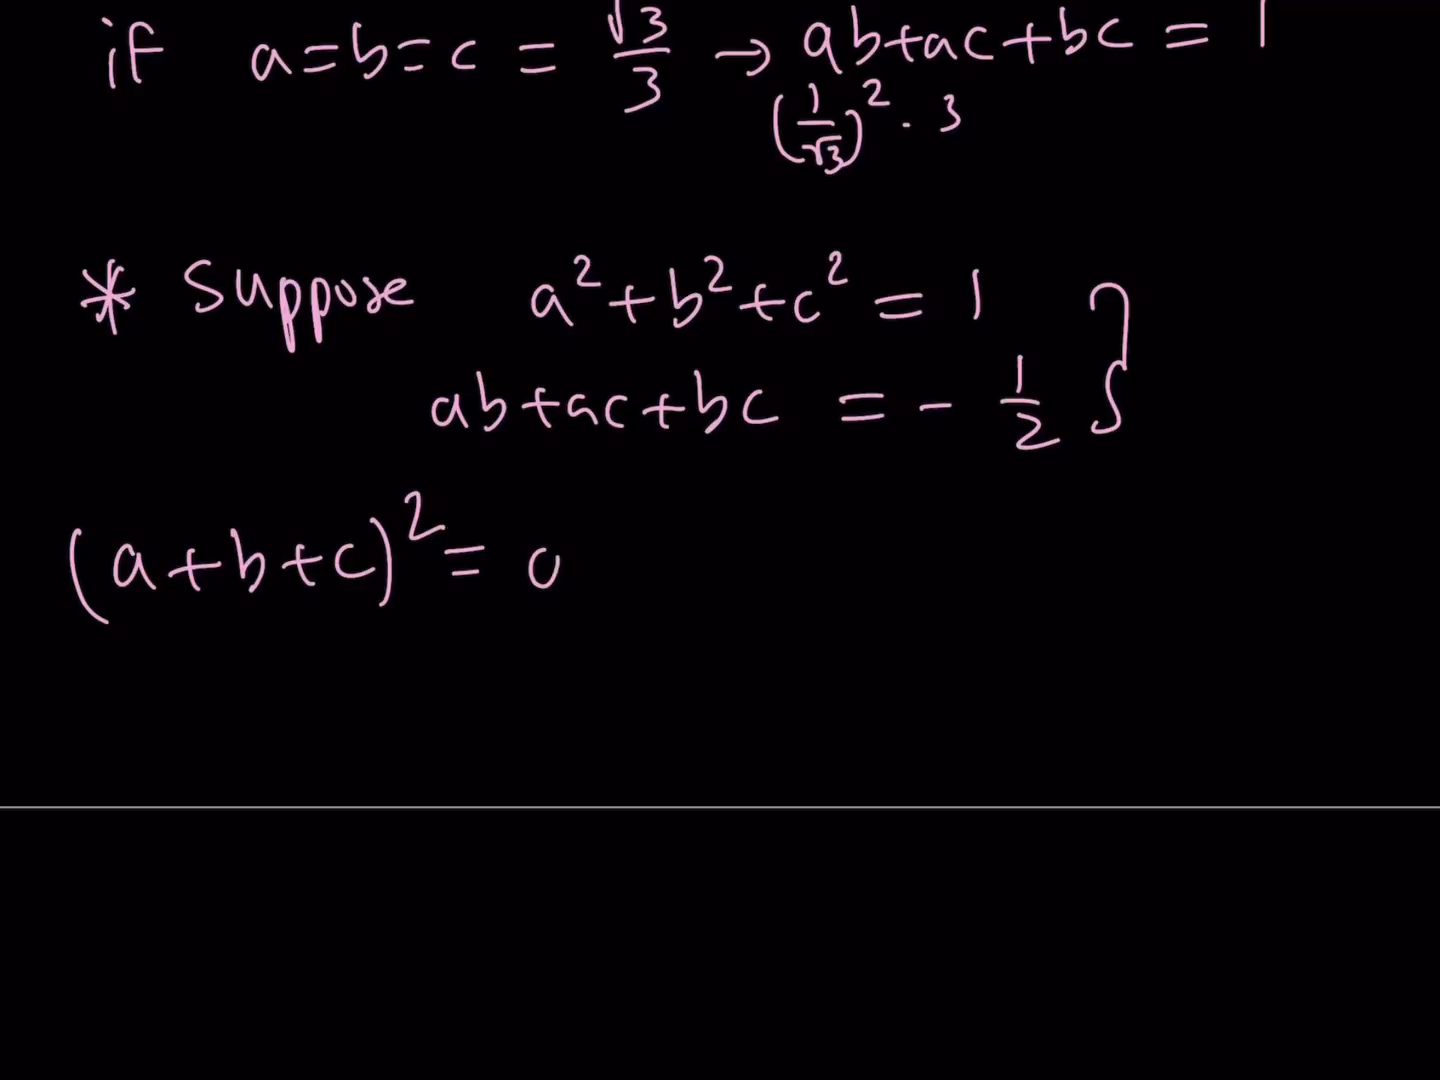 if a=b=c = √3/3 → ab+ac+bc = 1
(1/√3)² · 3
* Suppose a²+b²+c² = 1
ab+ac+bc = - 1/2 }
(a+b+c)² = 0